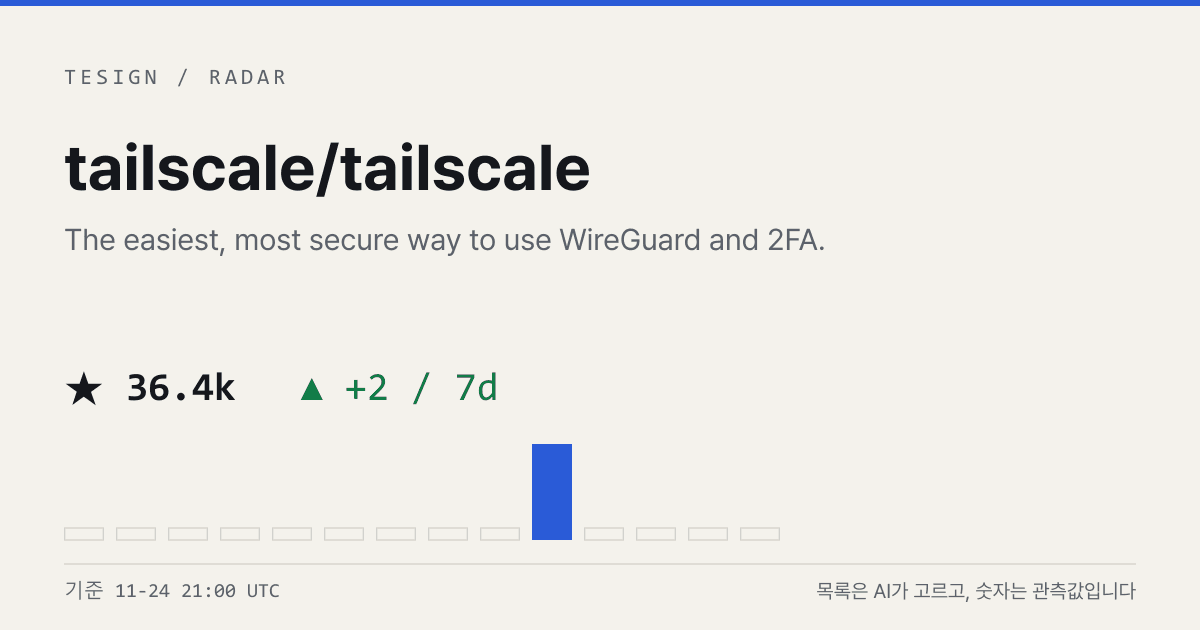 TESIGN / RADAR
tailscale/tailscale
The easiest, most secure way to use WireGuard and 2FA.
★ 36.4k ▲ +2 / 7d
기준 11-24 21:00 UTC
목록은 AI가 고르고, 숫자는 관측값입니다